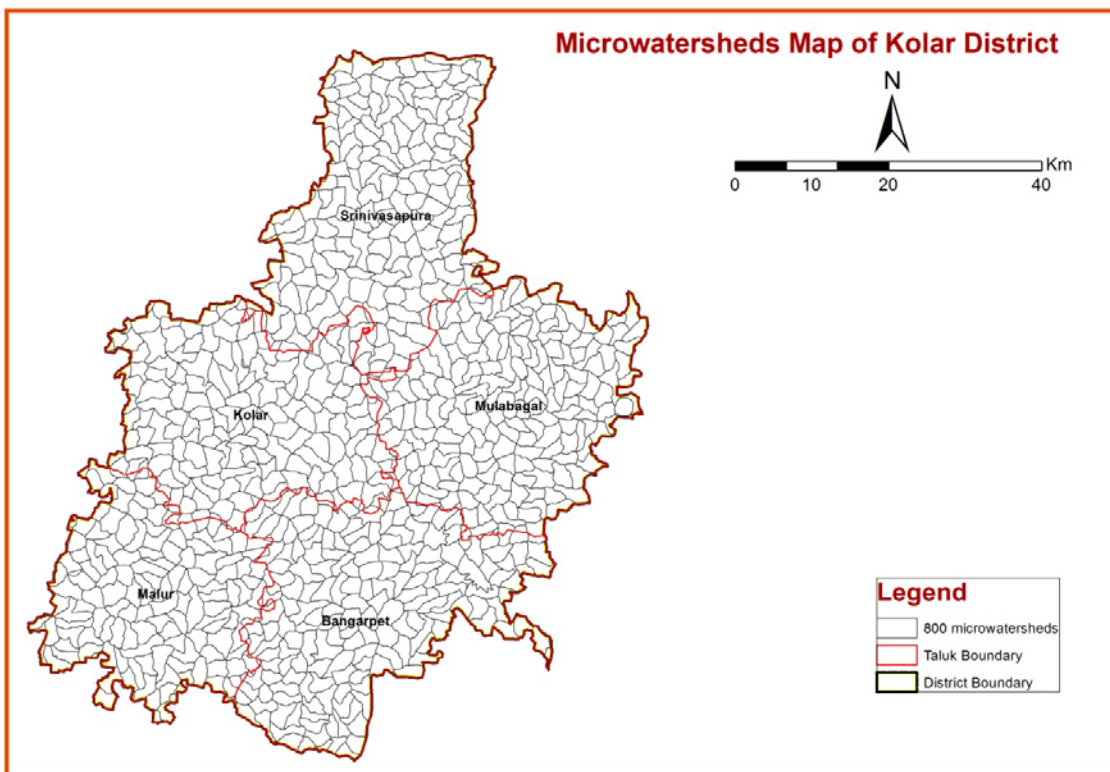 Microwatersheds Map of Kolar District
N
Km
0 10 20 40
Srinivasapura
Mulabagal
Kolar
Malur
Bangarpet
Legend
800 microwatersheds
Taluk Boundary
District Boundary